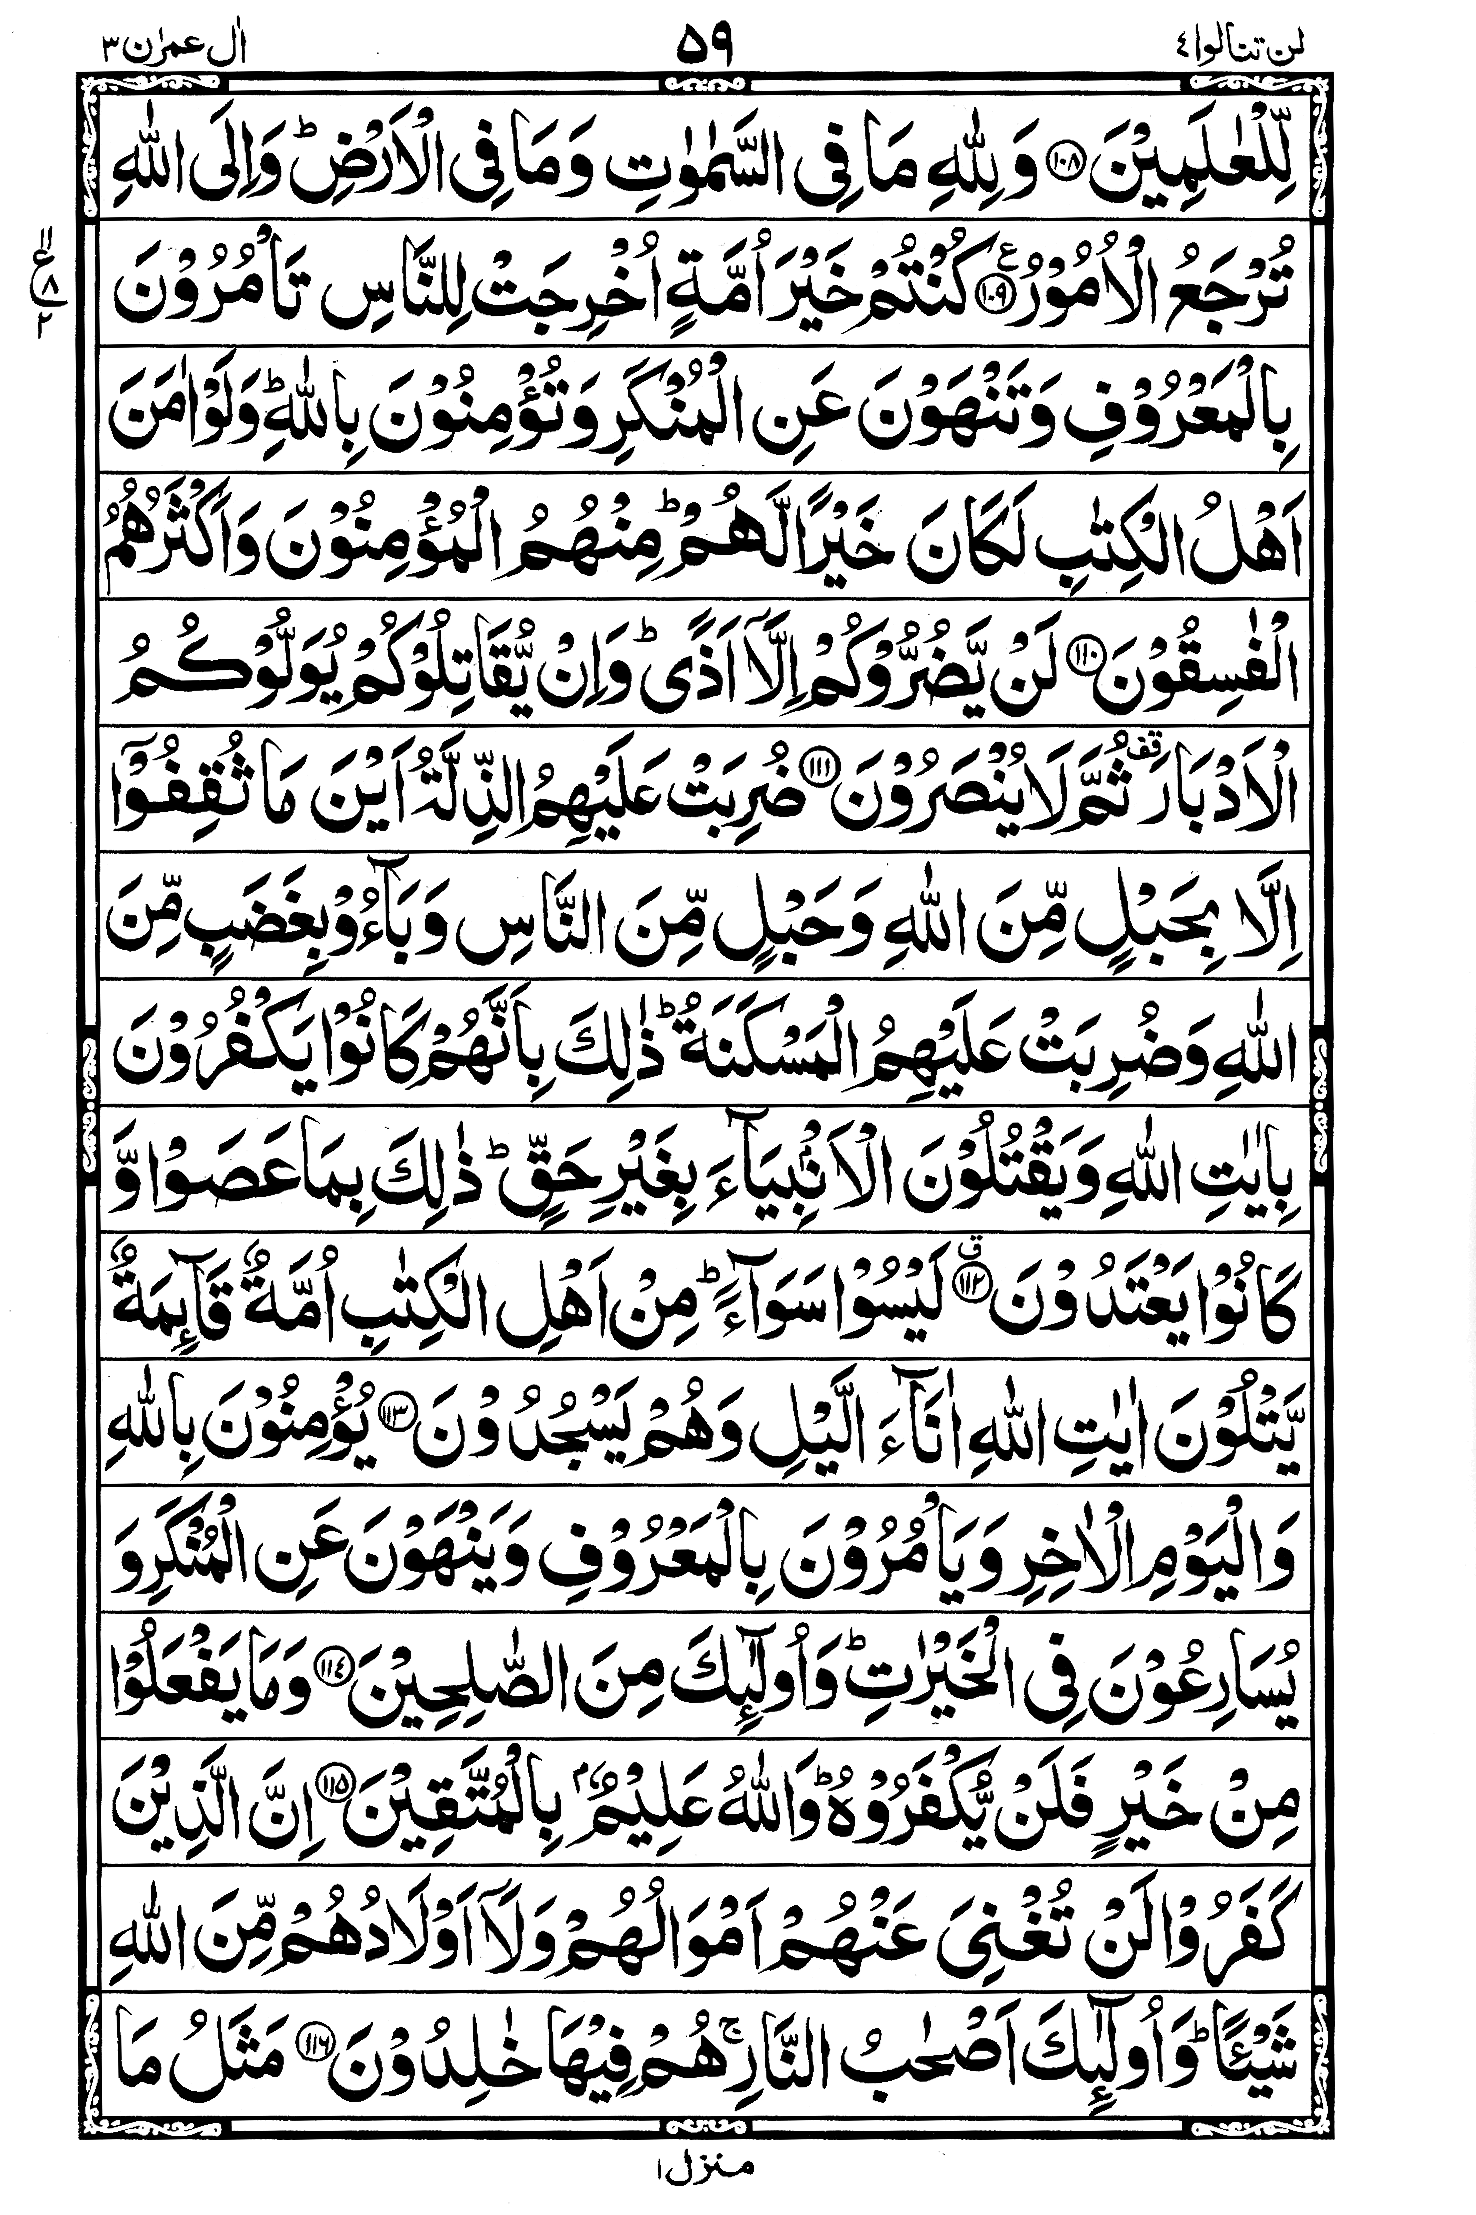 لن تنالوا ٤
٥٩
اٰل عمرٰن ٣
لِّلْعٰلَمِيْنَ ۝١٠٨ وَلِلّٰهِ مَا فِى السَّمٰوٰتِ وَمَا فِى الْاَرْضِ ؕ وَاِلَى اللّٰهِ
تُرْجَعُ الْاُمُوْرُ ۝١٠٩ ع كُنْتُمْ خَيْرَ اُمَّةٍ اُخْرِجَتْ لِلنَّاسِ تَاْمُرُوْنَ
١١
ع ٨
٢
بِالْمَعْرُوْفِ وَتَنْهَوْنَ عَنِ الْمُنْكَرِ وَتُؤْمِنُوْنَ بِاللّٰهِ ؕ وَلَوْ اٰمَنَ
اَهْلُ الْكِتٰبِ لَكَانَ خَيْرًا لَّهُمْ ؕ مِنْهُمُ الْمُؤْمِنُوْنَ وَاَكْثَرُهُمُ
الْفٰسِقُوْنَ ۝١١٠ لَنْ يَّضُرُّوْكُمْ اِلَّاۤ اَذًى ؕ وَاِنْ يُّقَاتِلُوْكُمْ يُوَلُّوْكُمُ
الْاَدْبَارَ قف ثُمَّ لَا يُنْصَرُوْنَ ۝١١١ ضُرِبَتْ عَلَيْهِمُ الذِّلَّةُ اَيْنَ مَا ثُقِفُوْۤا
اِلَّا بِحَبْلٍ مِّنَ اللّٰهِ وَحَبْلٍ مِّنَ النَّاسِ وَبَآءُوْ بِغَضَبٍ مِّنَ
اللّٰهِ وَضُرِبَتْ عَلَيْهِمُ الْمَسْكَنَةُ ؕ ذٰلِكَ بِاَنَّهُمْ كَانُوْا يَكْفُرُوْنَ
بِاٰيٰتِ اللّٰهِ وَيَقْتُلُوْنَ الْاَنْۢبِيَآءَ بِغَيْرِ حَقٍّ ؕ ذٰلِكَ بِمَا عَصَوْا وَّ
كَانُوْا يَعْتَدُوْنَ ۝١١٢ ق لَيْسُوْا سَوَآءً ؕ مِنْ اَهْلِ الْكِتٰبِ اُمَّةٌ قَآئِمَةٌ
يَّتْلُوْنَ اٰيٰتِ اللّٰهِ اٰنَآءَ الَّيْلِ وَهُمْ يَسْجُدُوْنَ ۝١١٣ يُؤْمِنُوْنَ بِاللّٰهِ
وَالْيَوْمِ الْاٰخِرِ وَيَاْمُرُوْنَ بِالْمَعْرُوْفِ وَيَنْهَوْنَ عَنِ الْمُنْكَرِ وَ
يُسَارِعُوْنَ فِى الْخَيْرٰتِ ؕ وَاُولٰٓئِكَ مِنَ الصّٰلِحِيْنَ ۝١١٤ وَمَا يَفْعَلُوْا
مِنْ خَيْرٍ فَلَنْ يُّكْفَرُوْهُ ؕ وَاللّٰهُ عَلِيْمٌۢ بِالْمُتَّقِيْنَ ۝١١٥ اِنَّ الَّذِيْنَ
كَفَرُوْا لَنْ تُغْنِىَ عَنْهُمْ اَمْوَالُهُمْ وَلَاۤ اَوْلَادُهُمْ مِّنَ اللّٰهِ
شَيْـًٔا ؕ وَاُولٰٓئِكَ اَصْحٰبُ النَّارِ ۚ هُمْ فِيْهَا خٰلِدُوْنَ ۝١١٦ مَثَلُ مَا
منزل ١